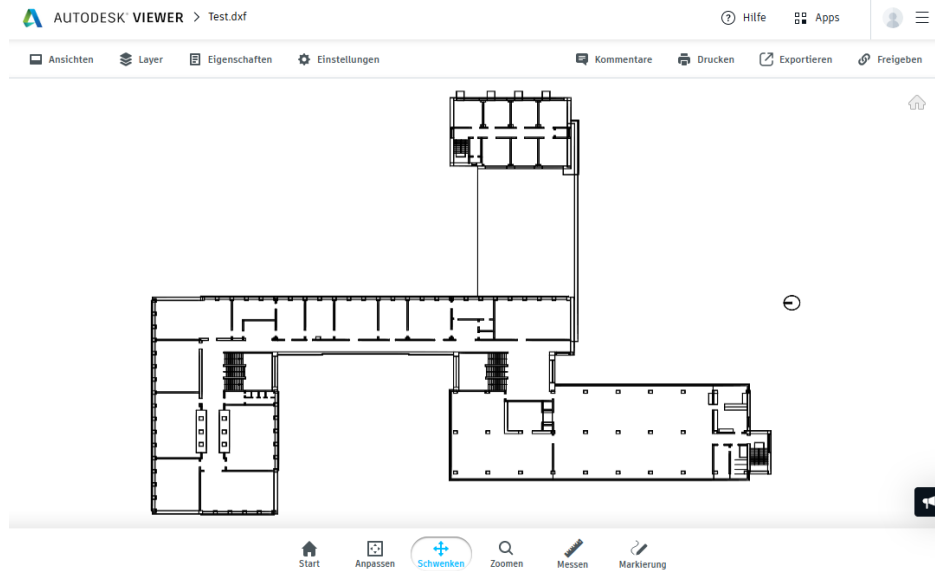 AUTODESK VIEWER > Test.dxf
Hilfe
Apps
Ansichten
Layer
Eigenschaften
Einstellungen
Kommentare
Drucken
Exportieren
Freigeben
Start
Anpassen
Schwenken
Zoomen
Messen
Markierung